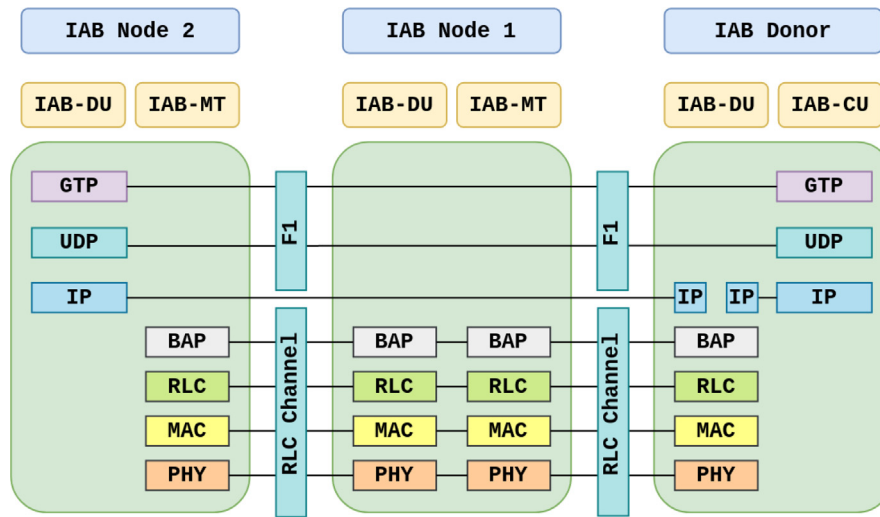 IAB Node 2
IAB Node 1
IAB Donor
IAB-DU
IAB-MT
IAB-DU
IAB-MT
IAB-DU
IAB-CU
GTP
F1
F1
GTP
UDP
UDP
IP
IP
IP
IP
RLC Channel
RLC Channel
BAP
BAP
BAP
BAP
RLC
RLC
RLC
RLC
MAC
MAC
MAC
MAC
PHY
PHY
PHY
PHY